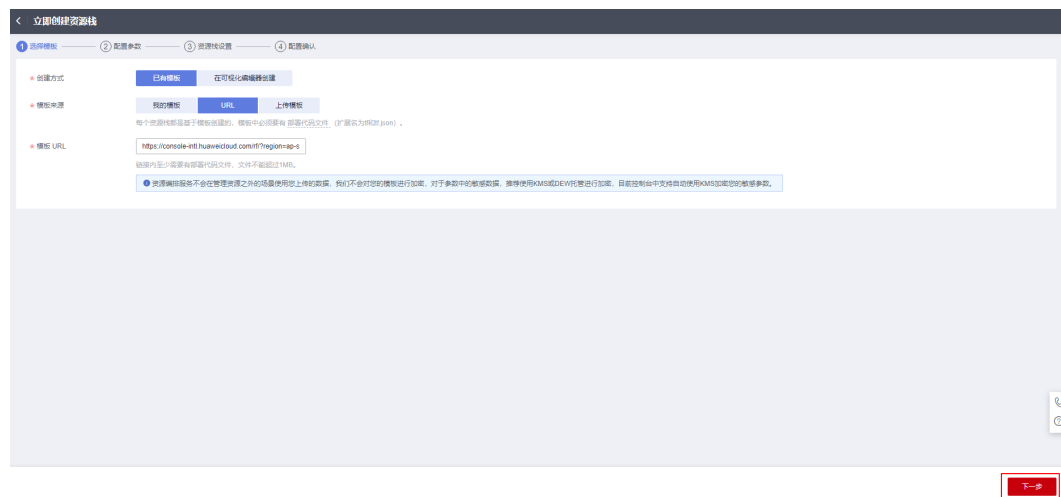 立即创建资源栈
1 选择模板 2 配置参数 3 资源栈设置 4 配置确认
* 创建方式 已有模板 在可视化编辑器创建
* 模板来源 我的模板 URL 上传模板
每个资源栈都是基于模板创建的，模板中必须要有 部署代码文件 （扩展名为tf和tf.json）。
* 模板 URL https://console-intl.huaweicloud.com/rf/?region=ap-s
链接内至少需要有部署代码文件，文件不能超过1MB。
资源编排服务不会在管理资源之外的场景使用您上传的数据，我们不会对您的模板进行加密，对于参数中的敏感数据，推荐使用KMS或DEW托管进行加密，目前控制台中支持自动使用KMS加密您的敏感参数。
下一步